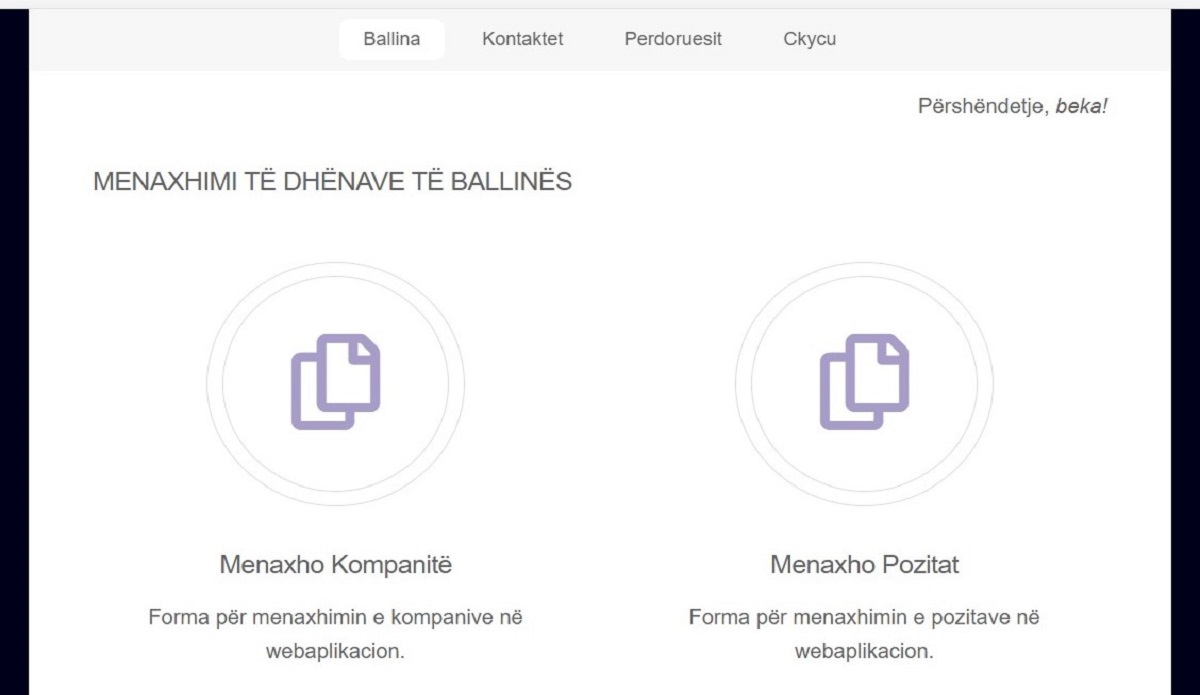 Ballina Kontaktet Perdoruesit Ckycu
Përshëndetje, beka!
MENAXHIMI TË DHËNAVE TË BALLINËS
Menaxho Kompanitë
Forma për menaxhimin e kompanive në
webaplikacion.
Menaxho Pozitat
Forma për menaxhimin e pozitave në
webaplikacion.